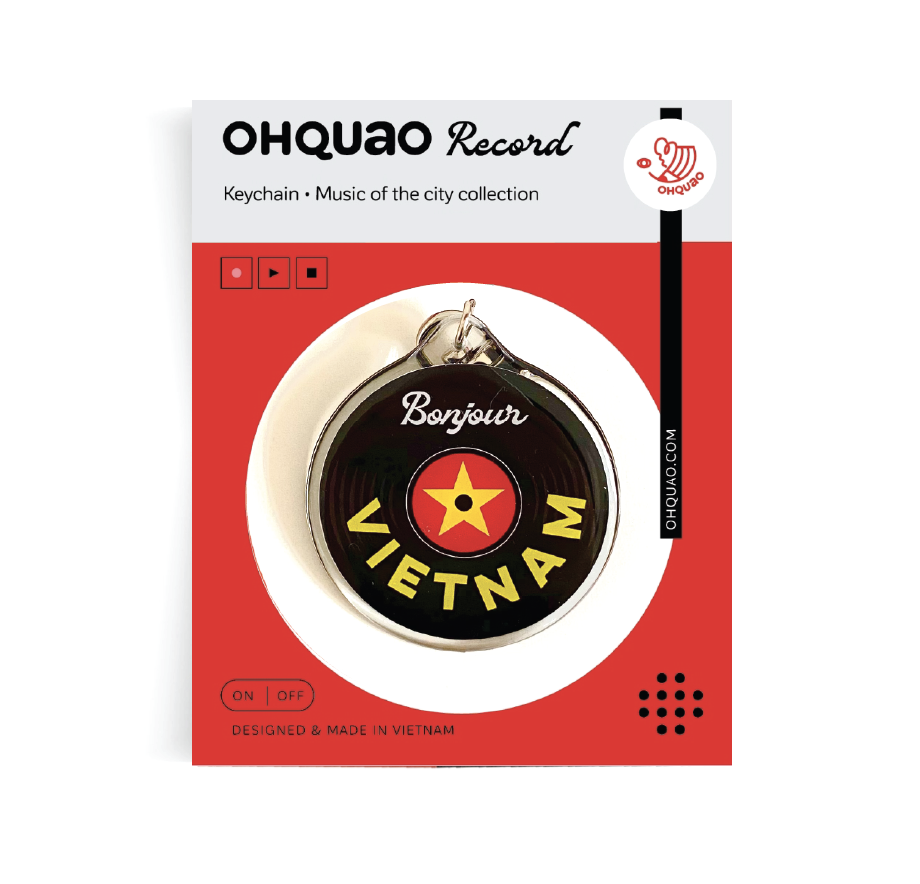 OHQUAO Record
Keychain • Music of the city collection
OHQUAO
Bonjour
VIETNAM
OHQUAO.COM
ON | OFF
DESIGNED & MADE IN VIETNAM